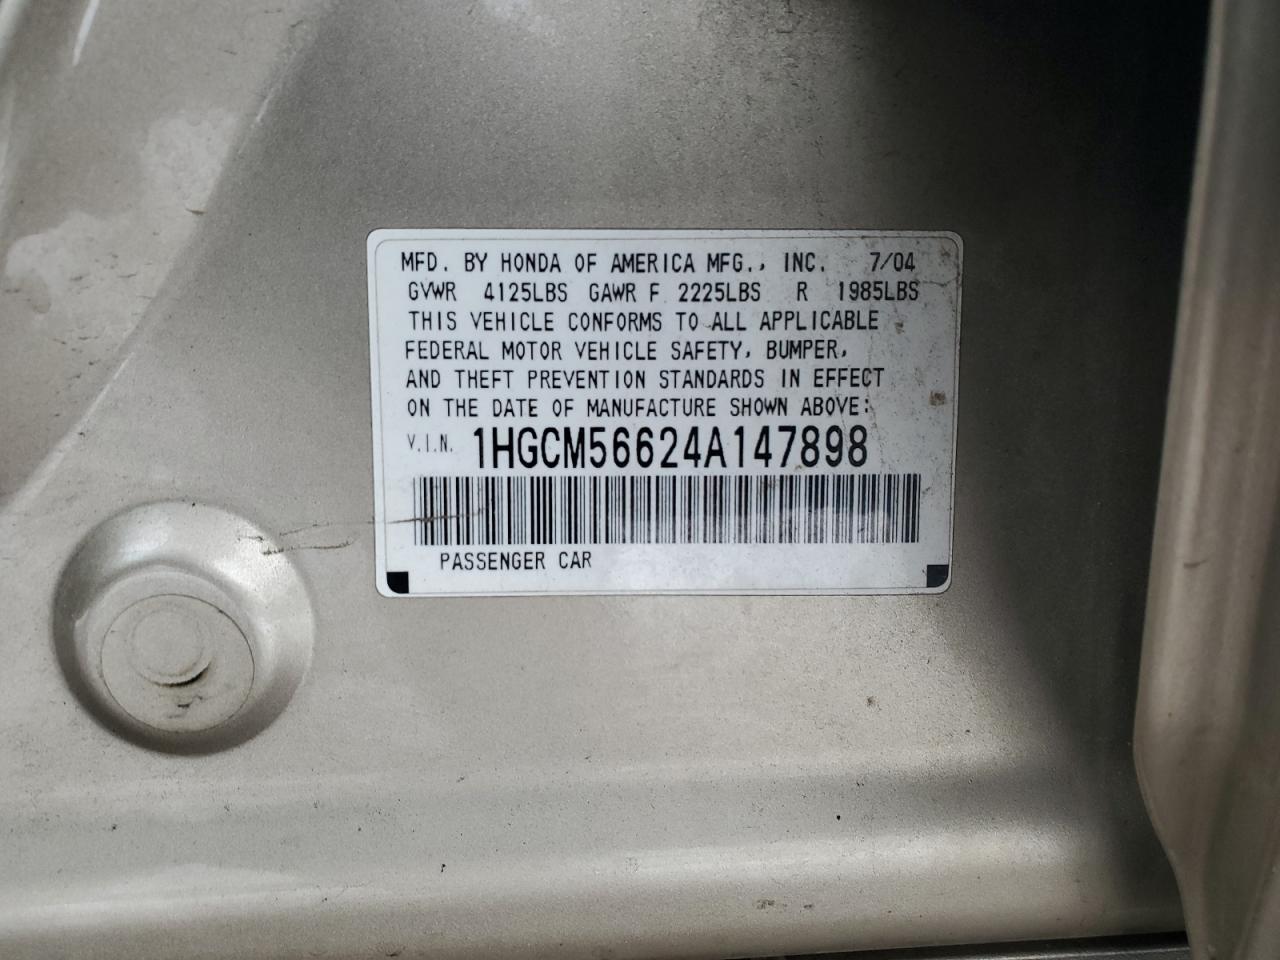 MFD. BY HONDA OF AMERICA MFG., INC. 7/04
GVWR 4125LBS GAWR F 2225LBS R 1985LBS
THIS VEHICLE CONFORMS TO ALL APPLICABLE
FEDERAL MOTOR VEHICLE SAFETY, BUMPER,
AND THEFT PREVENTION STANDARDS IN EFFECT
ON THE DATE OF MANUFACTURE SHOWN ABOVE:
V.I.N. 1HGCM56624A147898
PASSENGER CAR